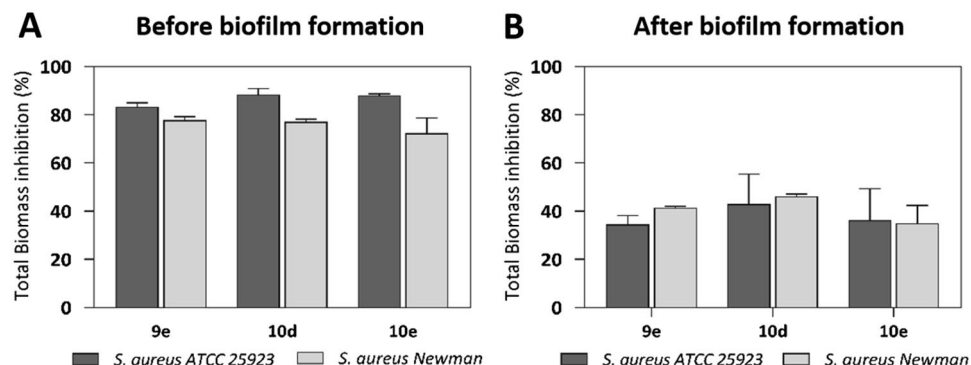 A Before biofilm formation
Total Biomass inhibition (%)
100
80
60
40
20
0
9e 10d 10e
S. aureus ATCC 25923 S. aureus Newman
B After biofilm formation
Total Biomass inhibition (%)
100
80
60
40
20
0
9e 10d 10e
S. aureus ATCC 25923 S. aureus Newman